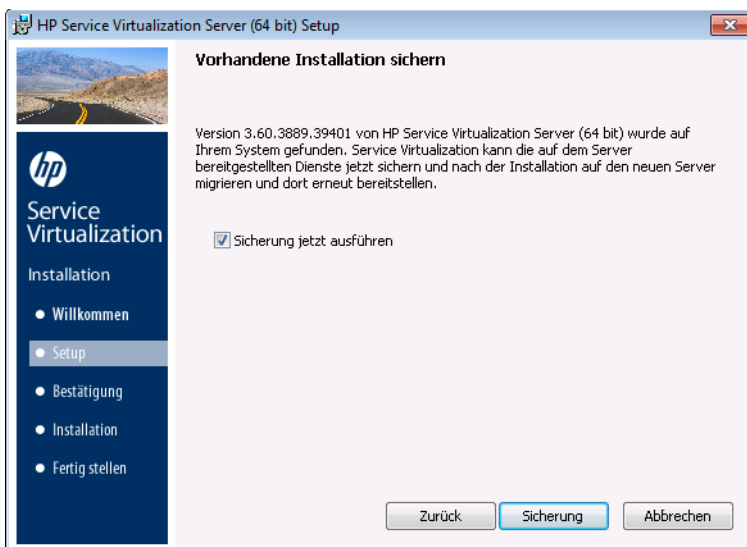 HP Service Virtualization Server (64 bit) Setup
Vorhandene Installation sichern
Version 3.60.3889.39401 von HP Service Virtualization Server (64 bit) wurde auf
Ihrem System gefunden. Service Virtualization kann die auf dem Server
bereitgestellten Dienste jetzt sichern und nach der Installation auf den neuen Server
migrieren und dort erneut bereitstellen.
Sicherung jetzt ausführen
hp
Service
Virtualization
Installation
Willkommen
Setup
Bestätigung
Installation
Fertig stellen
Zurück
Sicherung
Abbrechen